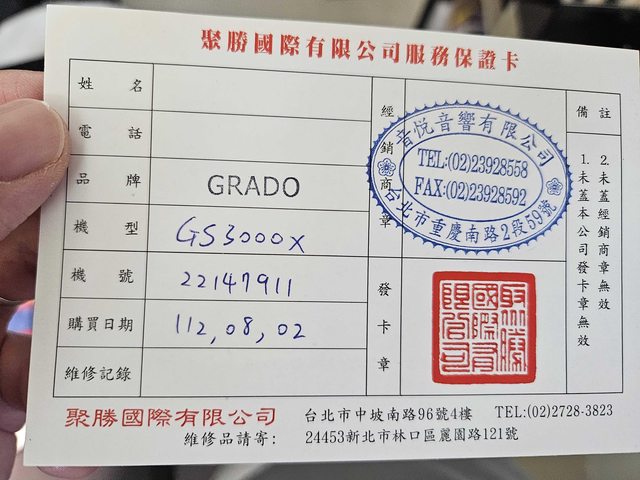 聚勝國際有限公司服務保證卡
姓名
電話
品牌 GRADO
機型 GS3000X
機號 22147911
購買日期 112,08,02
維修記錄
經銷商章
音悅音響有限公司
TEL:(02)23928558
FAX:(02)23928592
台北市重慶南路2段59號
發卡章
聚勝國際有限公司
備註
1.未蓋本公司發卡章無效
2.未蓋經銷商章無效
聚勝國際有限公司 台北市中坡南路96號4樓 TEL:(02)2728-3823
維修品請寄: 24453新北市林口區麗園路121號